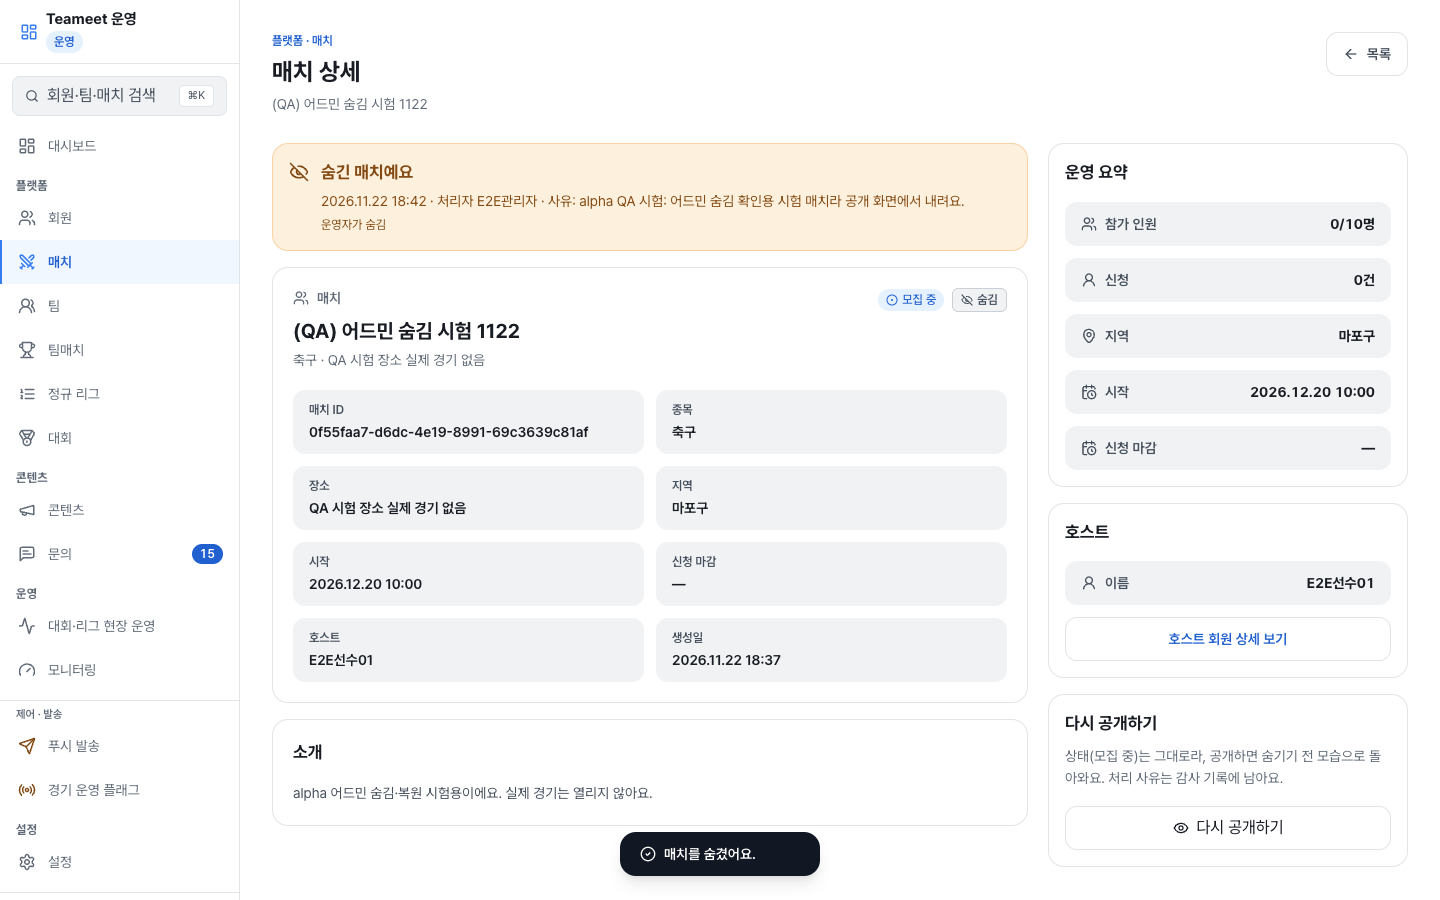 Teameet 운영
운영
회원·팀·매치 검색
⌘K
대시보드
플랫폼
회원
매치
팀
팀매치
정규 리그
대회
콘텐츠
콘텐츠
문의
15
운영
대회·리그 현장 운영
모니터링
제어 · 발송
푸시 발송
경기 운영 플래그
설정
설정
플랫폼 · 매치
매치 상세
(QA) 어드민 숨김 시험 1122
목록
숨긴 매치예요
2026.11.22 18:42 · 처리자 E2E관리자 · 사유: alpha QA 시험: 어드민 숨김 확인용 시험 매치라 공개 화면에서 내려요.
운영자가 숨김
매치
모집 중
숨김
(QA) 어드민 숨김 시험 1122
축구 · QA 시험 장소 실제 경기 없음
매치 ID
0f55faa7-d6dc-4e19-8991-69c3639c81af
종목
축구
장소
QA 시험 장소 실제 경기 없음
지역
마포구
시작
2026.12.20 10:00
신청 마감
—
호스트
E2E선수01
생성일
2026.11.22 18:37
소개
alpha 어드민 숨김·복원 시험용이에요. 실제 경기는 열리지 않아요.
매치를 숨겼어요.
운영 요약
참가 인원
0/10명
신청
0건
지역
마포구
시작
2026.12.20 10:00
신청 마감
—
호스트
이름
E2E선수01
호스트 회원 상세 보기
다시 공개하기
상태(모집 중)는 그대로라, 공개하면 숨기기 전 모습으로 돌
아와요. 처리 사유는 감사 기록에 남아요.
다시 공개하기